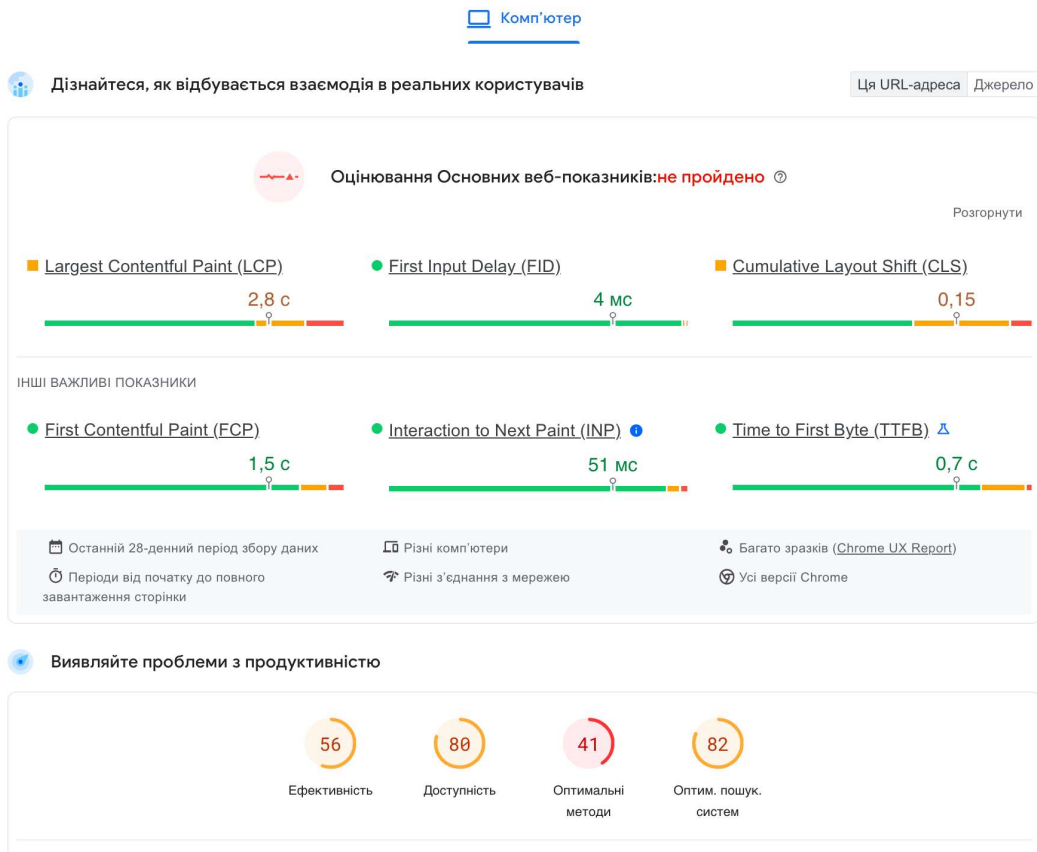 Комп'ютер
Дізнайтеся, як відбувається взаємодія в реальних користувачів
Ця URL-адреса
Джерело
Оцінювання Основних веб-показників:не пройдено
Розгорнути
Largest Contentful Paint (LCP)
2,8 с
First Input Delay (FID)
4 мс
Cumulative Layout Shift (CLS)
0,15
ІНШІ ВАЖЛИВІ ПОКАЗНИКИ
First Contentful Paint (FCP)
1,5 с
Interaction to Next Paint (INP)
51 мс
Time to First Byte (TTFB)
0,7 с
Останній 28-денний період збору даних
Різні комп'ютери
Багато зразків (Chrome UX Report)
Періоди від початку до повного
завантаження сторінки
Різні з'єднання з мережею
Усі версії Chrome
Виявляйте проблеми з продуктивністю
56
Ефективність
80
Доступність
41
Оптимальні
методи
82
Оптим. пошук.
систем